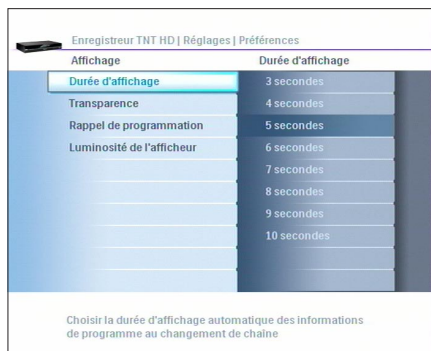 Enregistreur TNT HD | Réglages | Préférences
Affichage
Durée d'affichage
Durée d'affichage
Transparence
Rappel de programmation
Luminosité de l'afficheur
3 secondes
4 secondes
5 secondes
6 secondes
7 secondes
8 secondes
9 secondes
10 secondes
Choisir la durée d'affichage automatique des informations
de programme au changement de chaîne